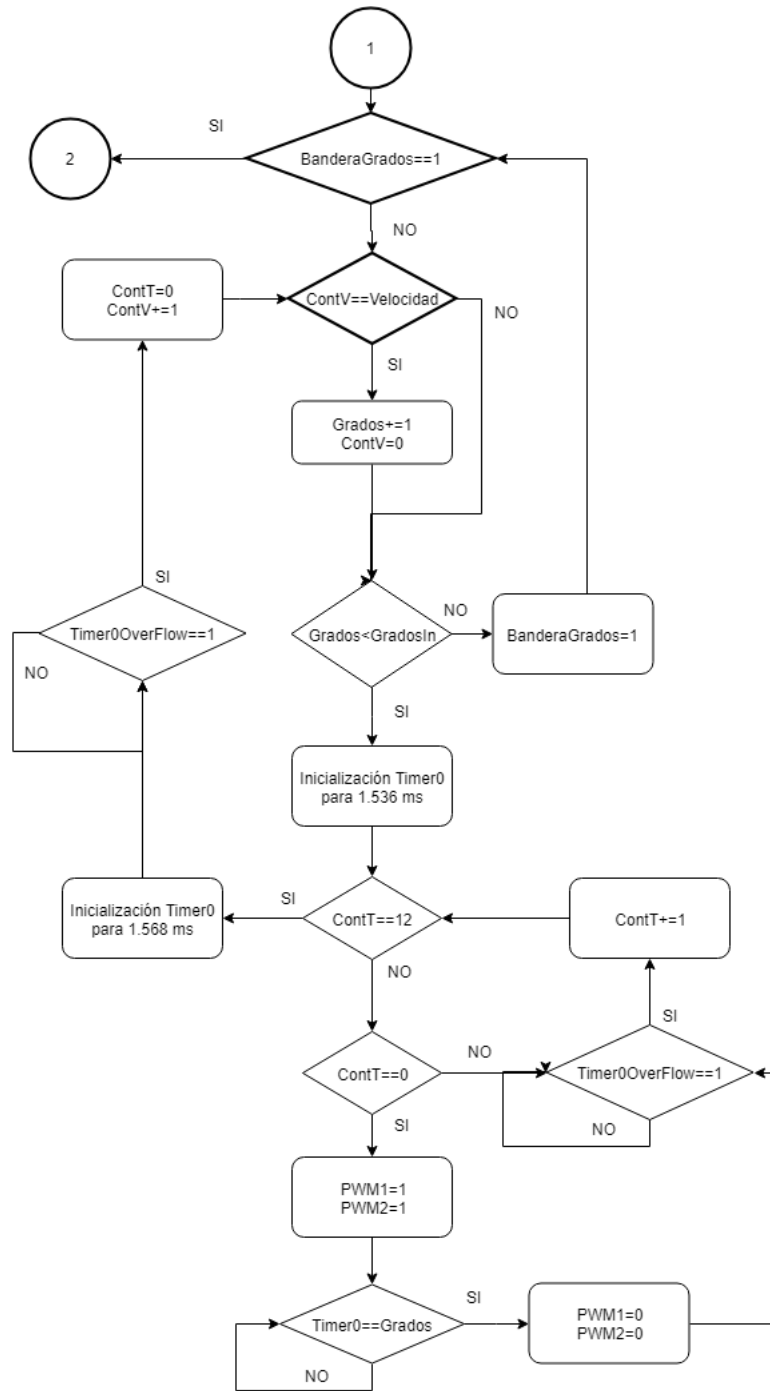 1
SI
2
BanderaGrados==1
NO
ContT=0
ContV+=1
ContV==Velocidad
NO
SI
Grados+=1
ContV=0
SI
Timer0OverFlow==1
NO
Grados<GradosIn
NO
BanderaGrados=1
SI
Inicialización Timer0
para 1.536 ms
Inicialización Timer0
para 1.568 ms
SI
ContT==12
ContT+=1
NO
SI
ContT==0
NO
Timer0OverFlow==1
NO
SI
PWM1=1
PWM2=1
Timer0==Grados
SI
PWM1=0
PWM2=0
NO